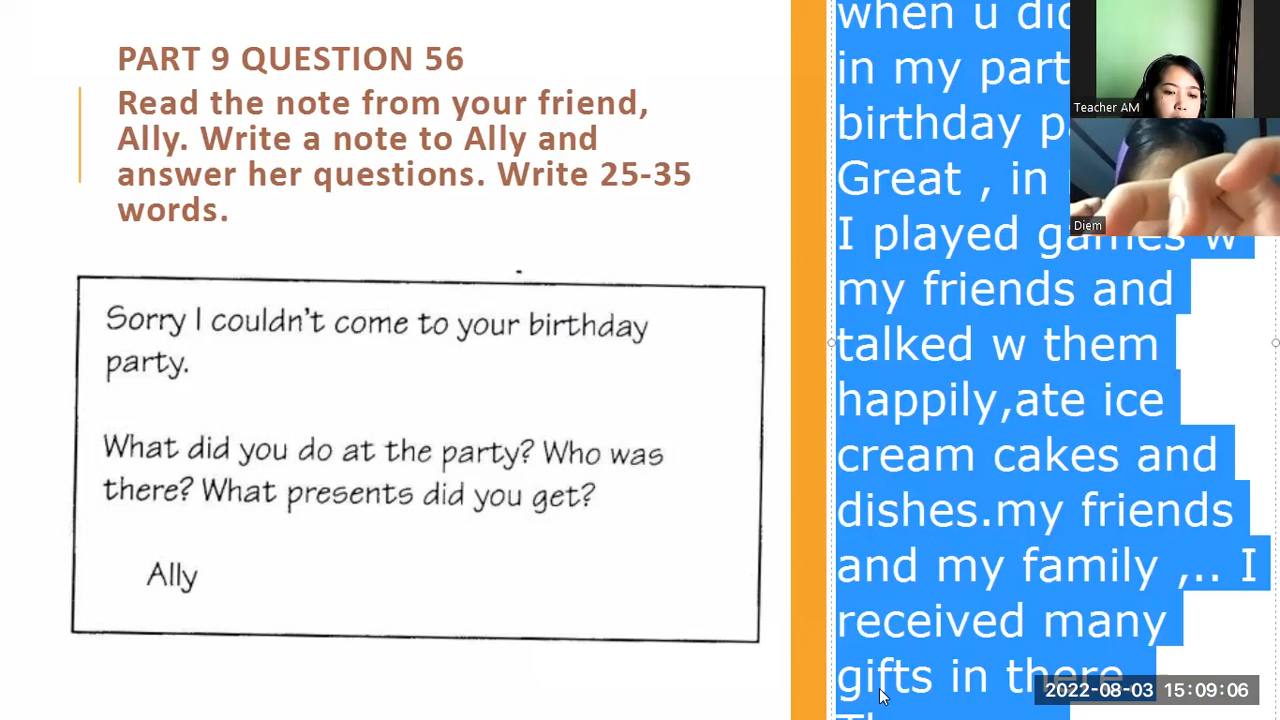 PART 9 QUESTION 56
Read the note from your friend,
Ally. Write a note to Ally and
answer her questions. Write 25-35
words.
Sorry I couldn't come to your birthday
party.
What did you do at the party? Who was
there? What presents did you get?
Ally
when u did
in my part
birthday
Great , in
I played games w
my friends and
talked w them
happily,ate ice
cream cakes and
dishes.my friends
and my family ,.. I
received many
gifts in there
Teacher AM
Diem
2022-08-03 15:09:06